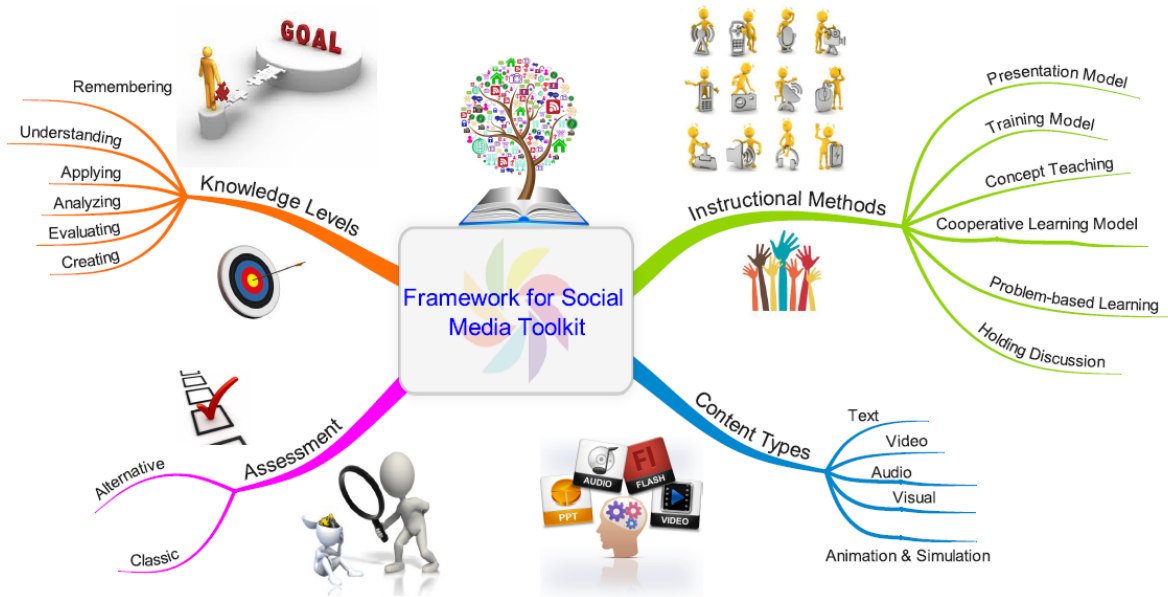 GOAL
Remembering
Understanding
Applying
Analyzing
Evaluating
Creating
Knowledge Levels
Framework for Social
Media Toolkit
Instructional Methods
Presentation Model
Training Model
Concept Teaching
Cooperative Learning Model
Problem-based Learning
Holding Discussion
Assessment
Alternative
Classic
Content Types
Text
Video
Audio
Visual
Animation & Simulation
PPT
AUDIO
Fl
FLASH
VIDEO